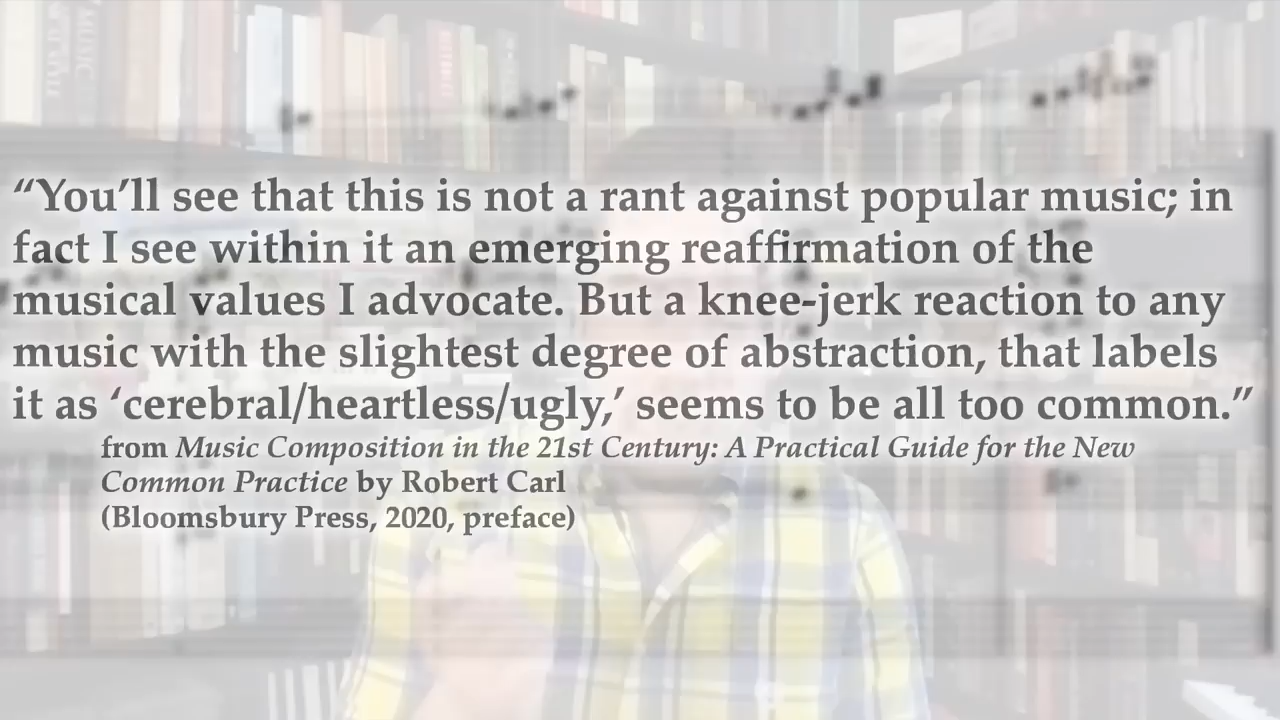 “You’ll see that this is not a rant against popular music; in
fact I see within it an emerging reaffirmation of the
musical values I advocate. But a knee-jerk reaction to any
music with the slightest degree of abstraction, that labels
it as ‘cerebral/heartless/ugly,’ seems to be all too common.”
from Music Composition in the 21st Century: A Practical Guide for the New
Common Practice by Robert Carl
(Bloomsbury Press, 2020, preface)